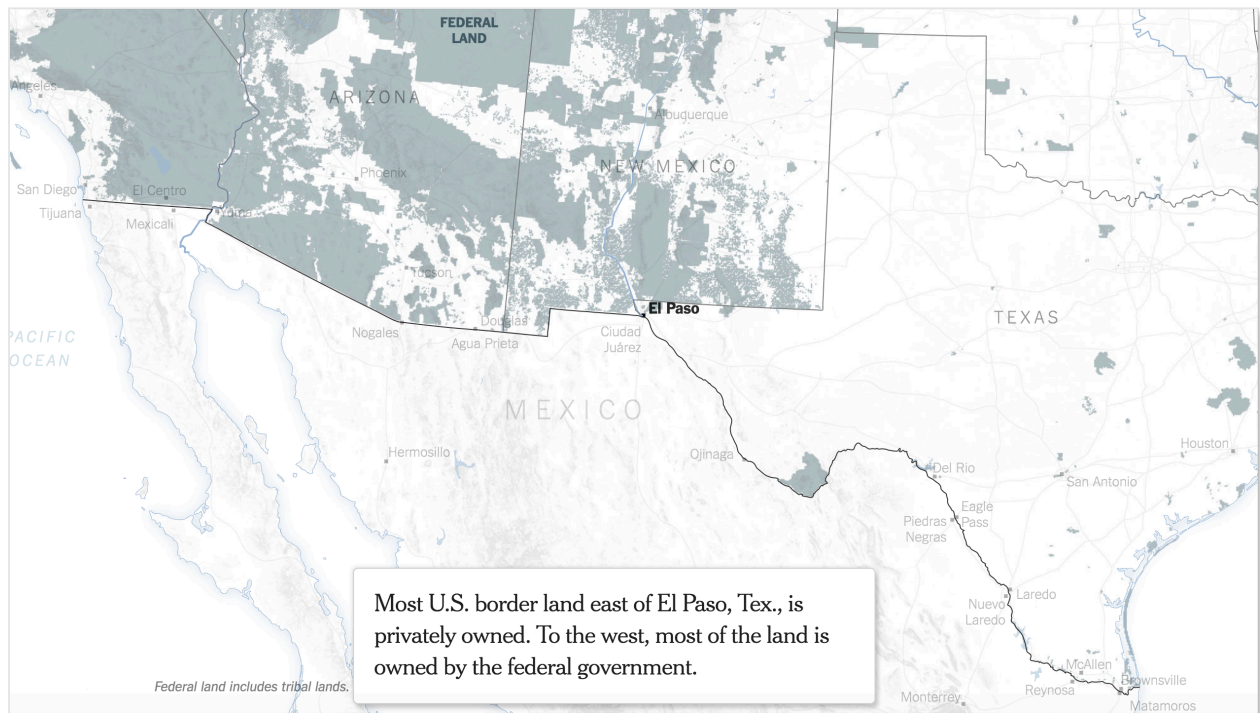 FEDERAL
LAND
Angeles
ARIZONA
Albuquerque
NEW MEXICO
Phoenix
San Diego
El Centro
Tijuana
Mexicali
Yuma
Tucson
El Paso
TEXAS
Nogales
Douglas
Agua Prieta
Ciudad
Juárez
PACIFIC
OCEAN
MEXICO
Hermosillo
Ojinaga
Houston
Del Rio
San Antonio
Eagle
Pass
Piedras
Negras
Most U.S. border land east of El Paso, Tex., is
privately owned. To the west, most of the land is
owned by the federal government.
Laredo
Nuevo
Laredo
McAllen
Reynosa
Brownsville
Federal land includes tribal lands.
Monterrey
Matamoros